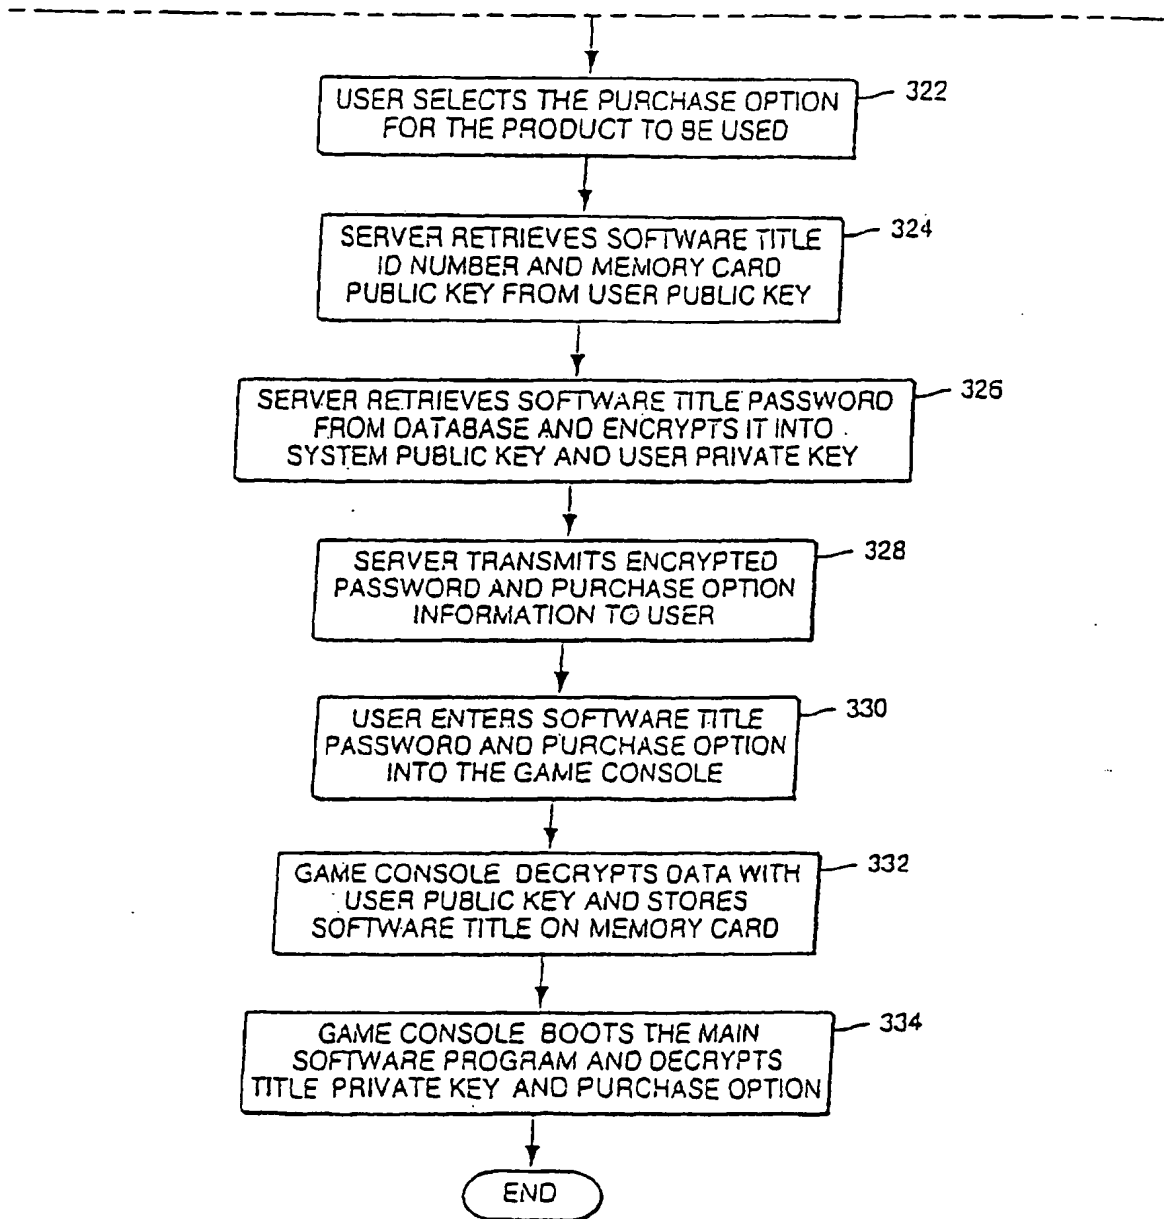 USER SELECTS THE PURCHASE OPTION
FOR THE PRODUCT TO BE USED
322
SERVER RETRIEVES SOFTWARE TITLE
ID NUMBER AND MEMORY CARD
PUBLIC KEY FROM USER PUBLIC KEY
324
SERVER RETRIEVES SOFTWARE TITLE PASSWORD
FROM DATABASE AND ENCRYPTS IT INTO
SYSTEM PUBLIC KEY AND USER PRIVATE KEY
326
SERVER TRANSMITS ENCRYPTED
PASSWORD AND PURCHASE OPTION
INFORMATION TO USER
328
USER ENTERS SOFTWARE TITLE
PASSWORD AND PURCHASE OPTION
INTO THE GAME CONSOLE
330
GAME CONSOLE DECRYPTS DATA WITH
USER PUBLIC KEY AND STORES
SOFTWARE TITLE ON MEMORY CARD
332
GAME CONSOLE BOOTS THE MAIN
SOFTWARE PROGRAM AND DECRYPTS
TITLE PRIVATE KEY AND PURCHASE OPTION
334
END